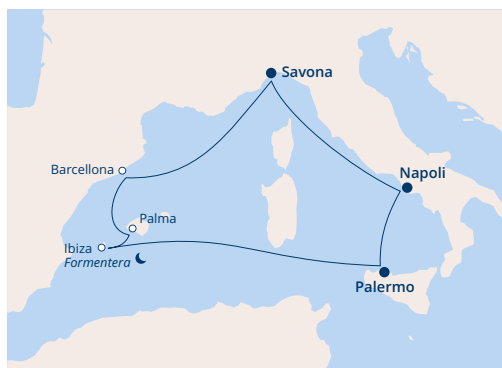 Savona
Barcellona
Napoli
Palma
Ibiza
Formentera
Palermo